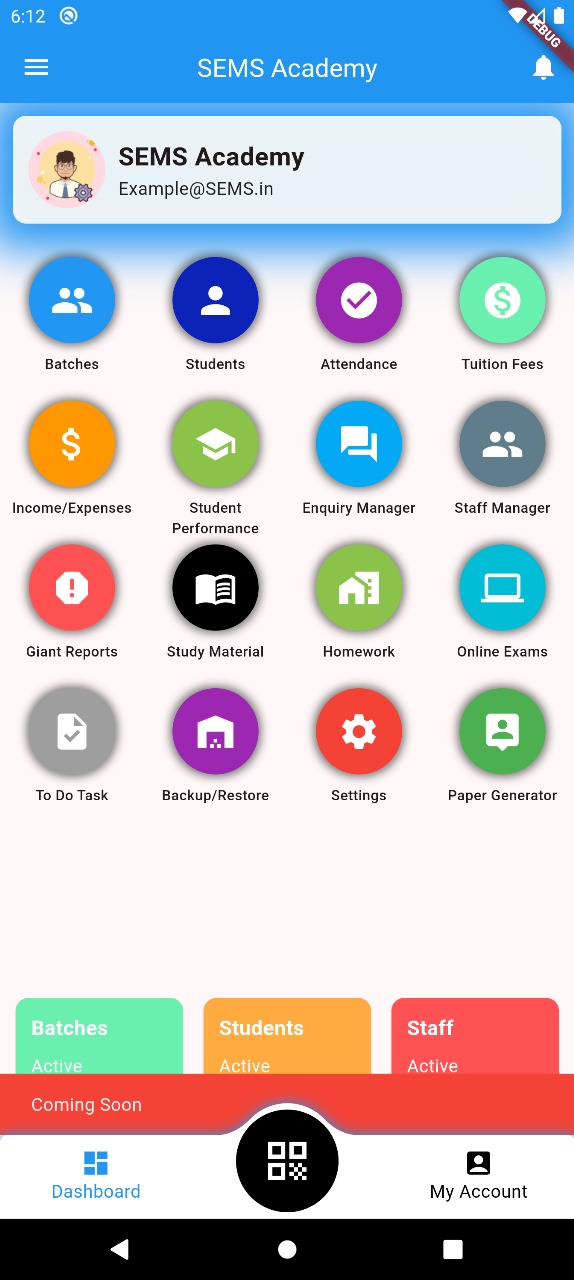 6:12
DEBUG
SEMS Academy
SEMS Academy
Example@SEMS.in
Batches
Students
Attendance
Tuition Fees
Income/Expenses
Student
Performance
Enquiry Manager
Staff Manager
Giant Reports
Study Material
Homework
Online Exams
To Do Task
Backup/Restore
Settings
Paper Generator
Batches
Students
Staff
Active
Active
Active
Coming Soon
Dashboard
My Account